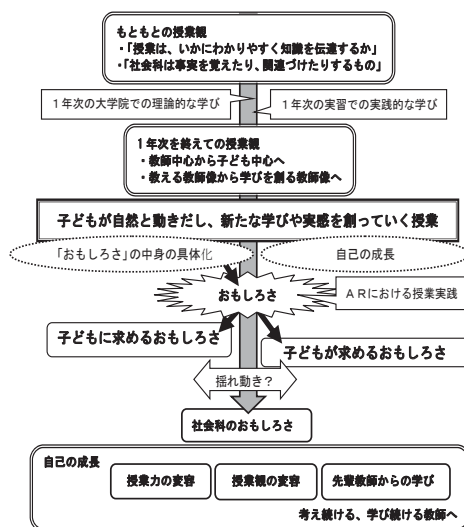 もともとの授業観
・「授業は、いかにわかりやすく知識を伝達するか」
・「社会科は事実を覚えたり、関連づけたりするもの」
１年次の大学院での理論的な学び
１年次の実習での実践的な学び
１年次を終えての授業観
・教師中心から子ども中心へ
・教える教師像から学びを創る教師像へ
子どもが自然と動きだし、新たな学びや実感を創っていく授業
「おもしろさ」の中身の具体化
自己の成長
おもしろさ
ＡＲにおける授業実践
子どもに求めるおもしろさ
子どもが求めるおもしろさ
揺れ動き？
社会科のおもしろさ
自己の成長
授業力の変容
授業観の変容
先輩教師からの学び
考え続ける、学び続ける教師へ